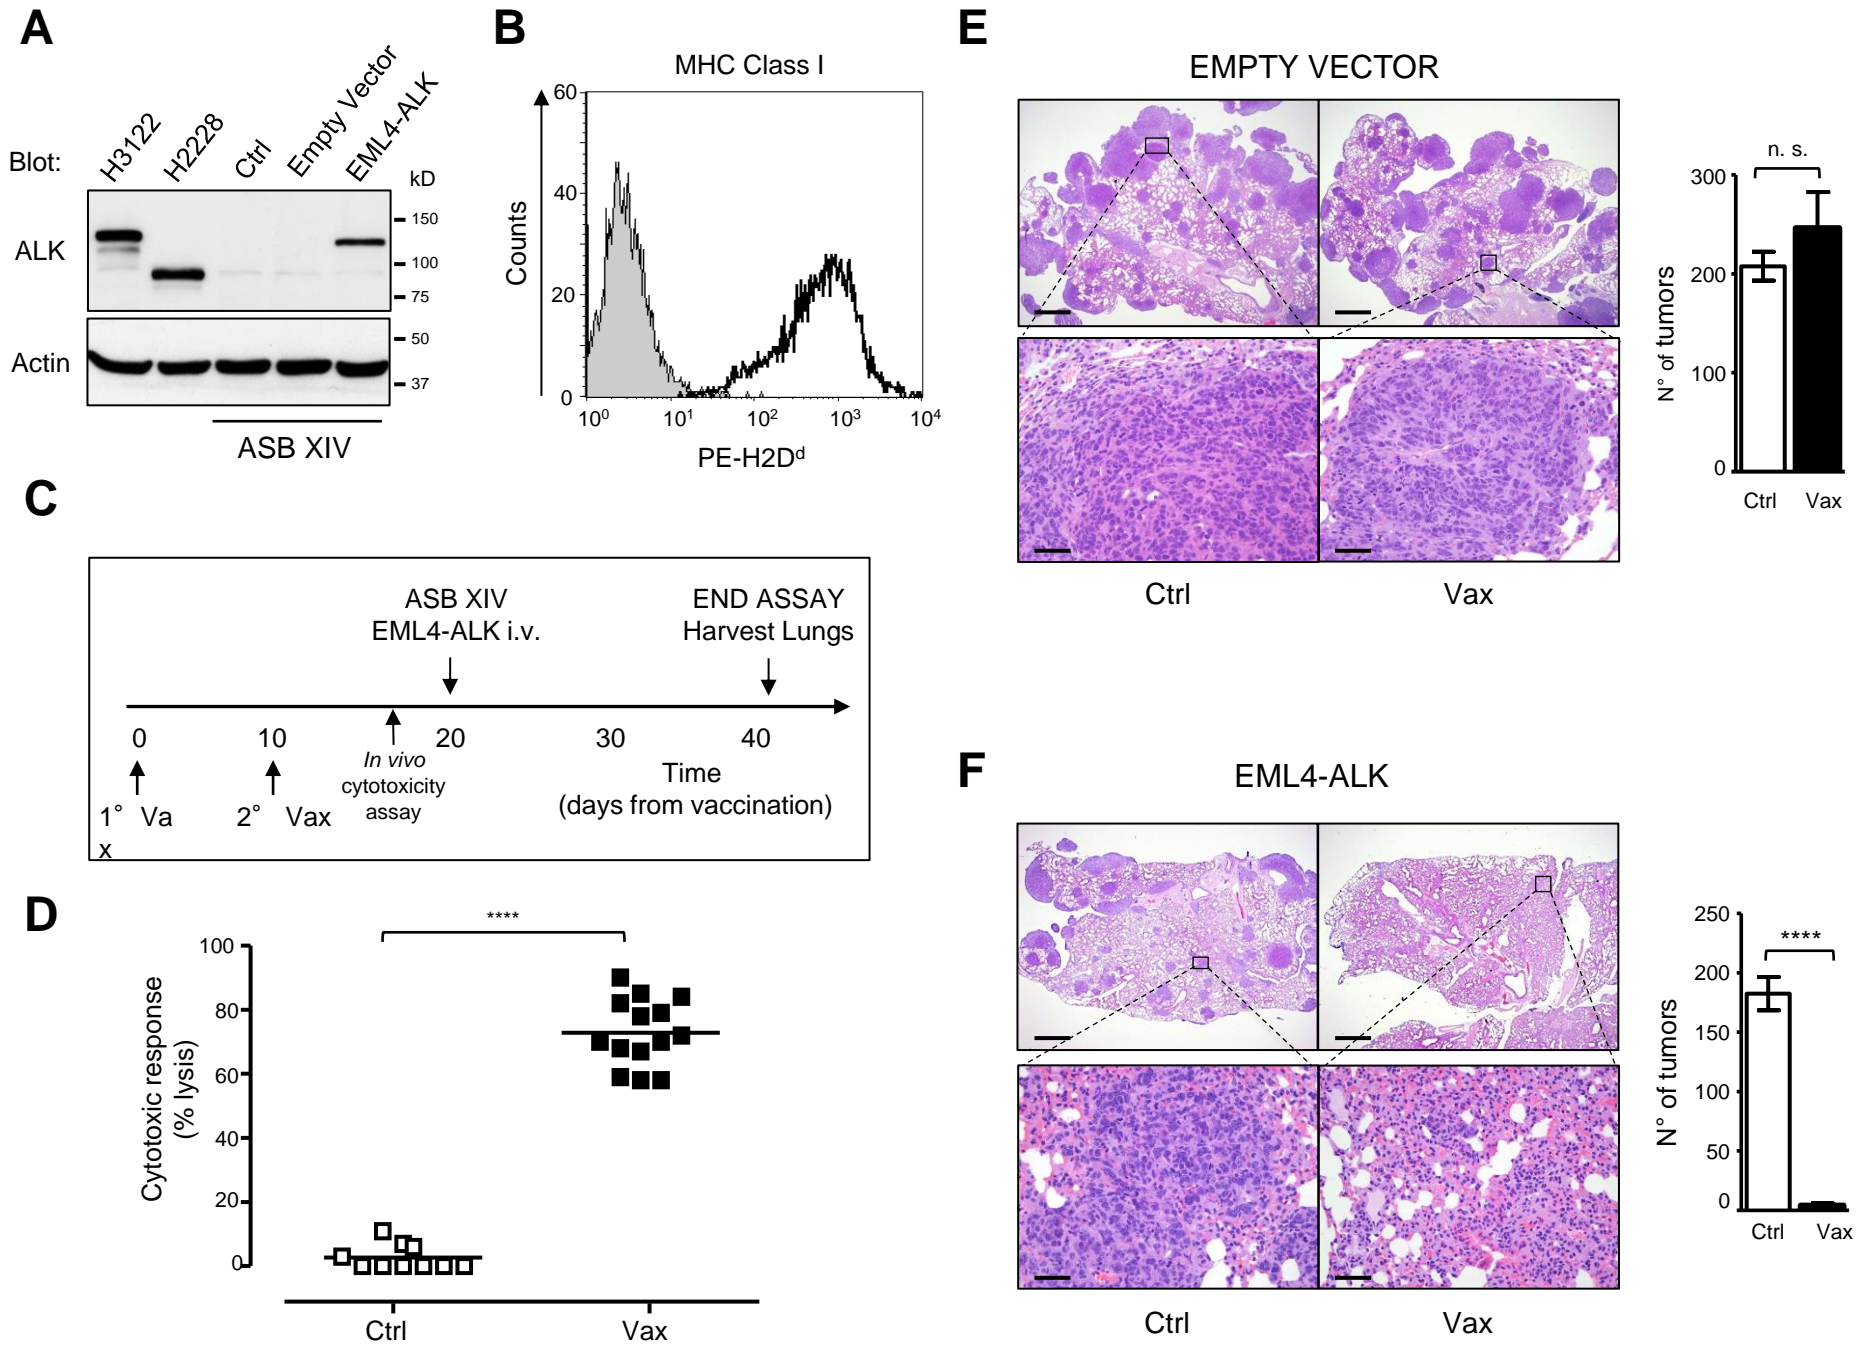 A
Blot:
H3122
H2228
Ctrl
Empty Vector
EML4-ALK
kD
ALK
150
100
75
Actin
50
37
ASB XIV
B
MHC Class I
Counts
60
40
20
0
10⁰
10¹
10²
10³
10⁴
PE-H2Dᵈ
C
ASB XIV
EML4-ALK i.v.
END ASSAY
Harvest Lungs
0
10
20
30
40
In vivo
cytotoxicity
assay
Time
(days from vaccination)
1° Va
x
2° Vax
D
****
Cytotoxic response
(% lysis)
100
80
60
40
20
0
Ctrl
Vax
E
EMPTY VECTOR
Ctrl
Vax
n. s.
N° of tumors
300
200
100
0
Ctrl
Vax
F
EML4-ALK
Ctrl
Vax
****
N° of tumors
250
200
150
100
50
0
Ctrl
Vax